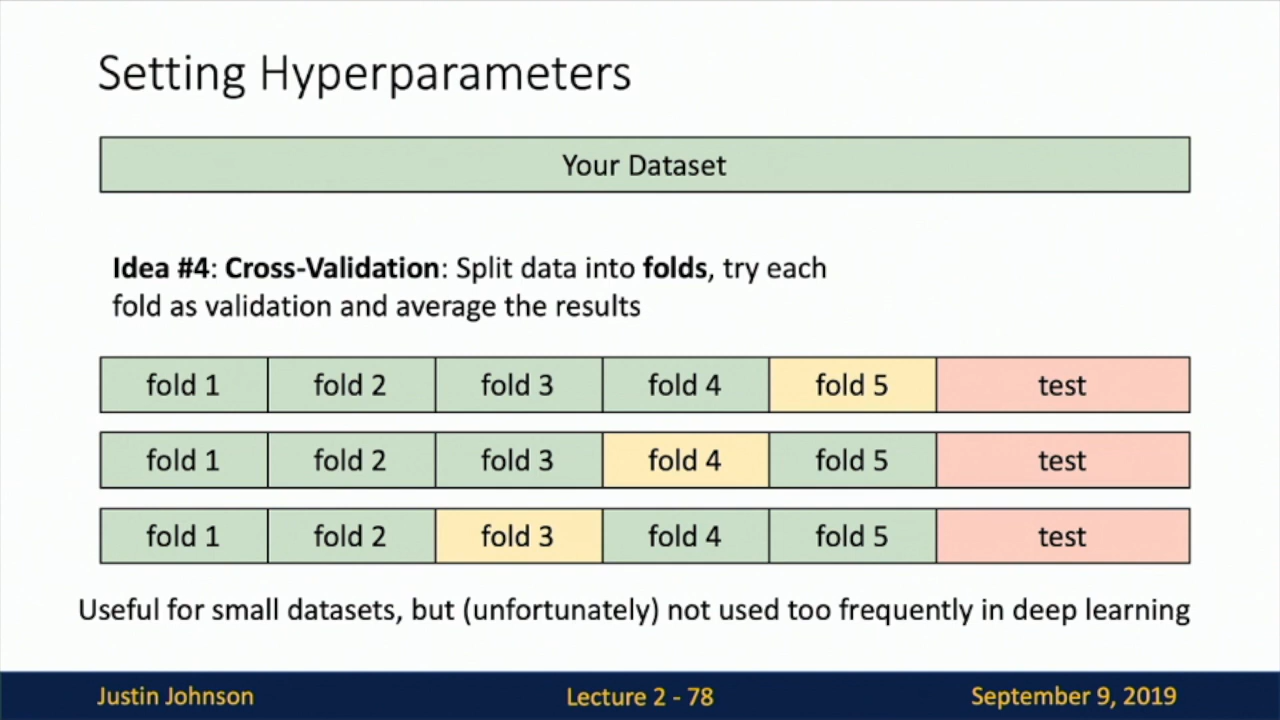 Setting Hyperparameters
Your Dataset
Idea #4: Cross-Validation: Split data into folds, try each
fold as validation and average the results
fold 1 fold 2 fold 3 fold 4 fold 5 test
fold 1 fold 2 fold 3 fold 4 fold 5 test
fold 1 fold 2 fold 3 fold 4 fold 5 test
Useful for small datasets, but (unfortunately) not used too frequently in deep learning
Justin Johnson Lecture 2 - 78 September 9, 2019